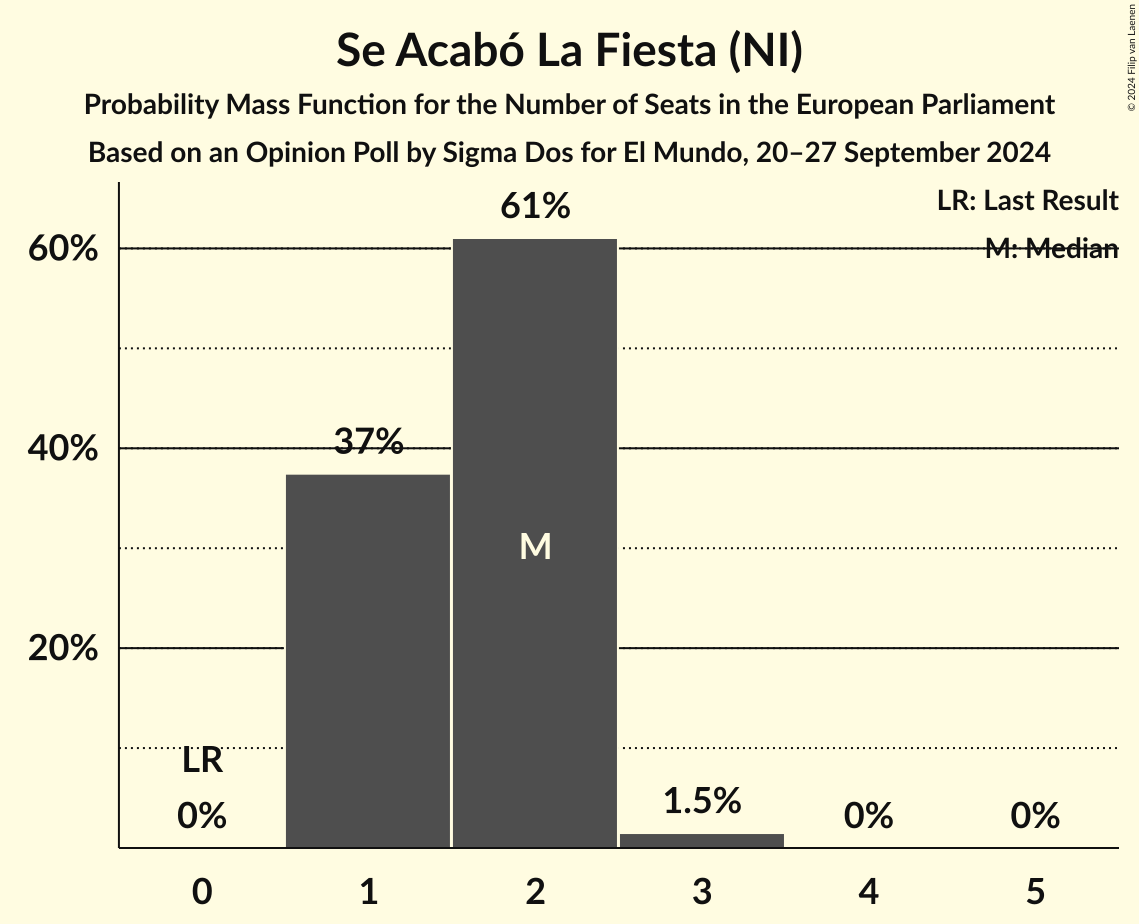 Se Acabó La Fiesta (NI)
Probability Mass Function for the Number of Seats in the European Parliament
Based on an Opinion Poll by Sigma Dos for El Mundo, 20–27 September 2024
© 2024 Filip van Laenen
LR: Last Result
M: Median
60%
40%
20%
61%
37%
M
LR
0%
1.5%
0%
0%
0 1 2 3 4 5